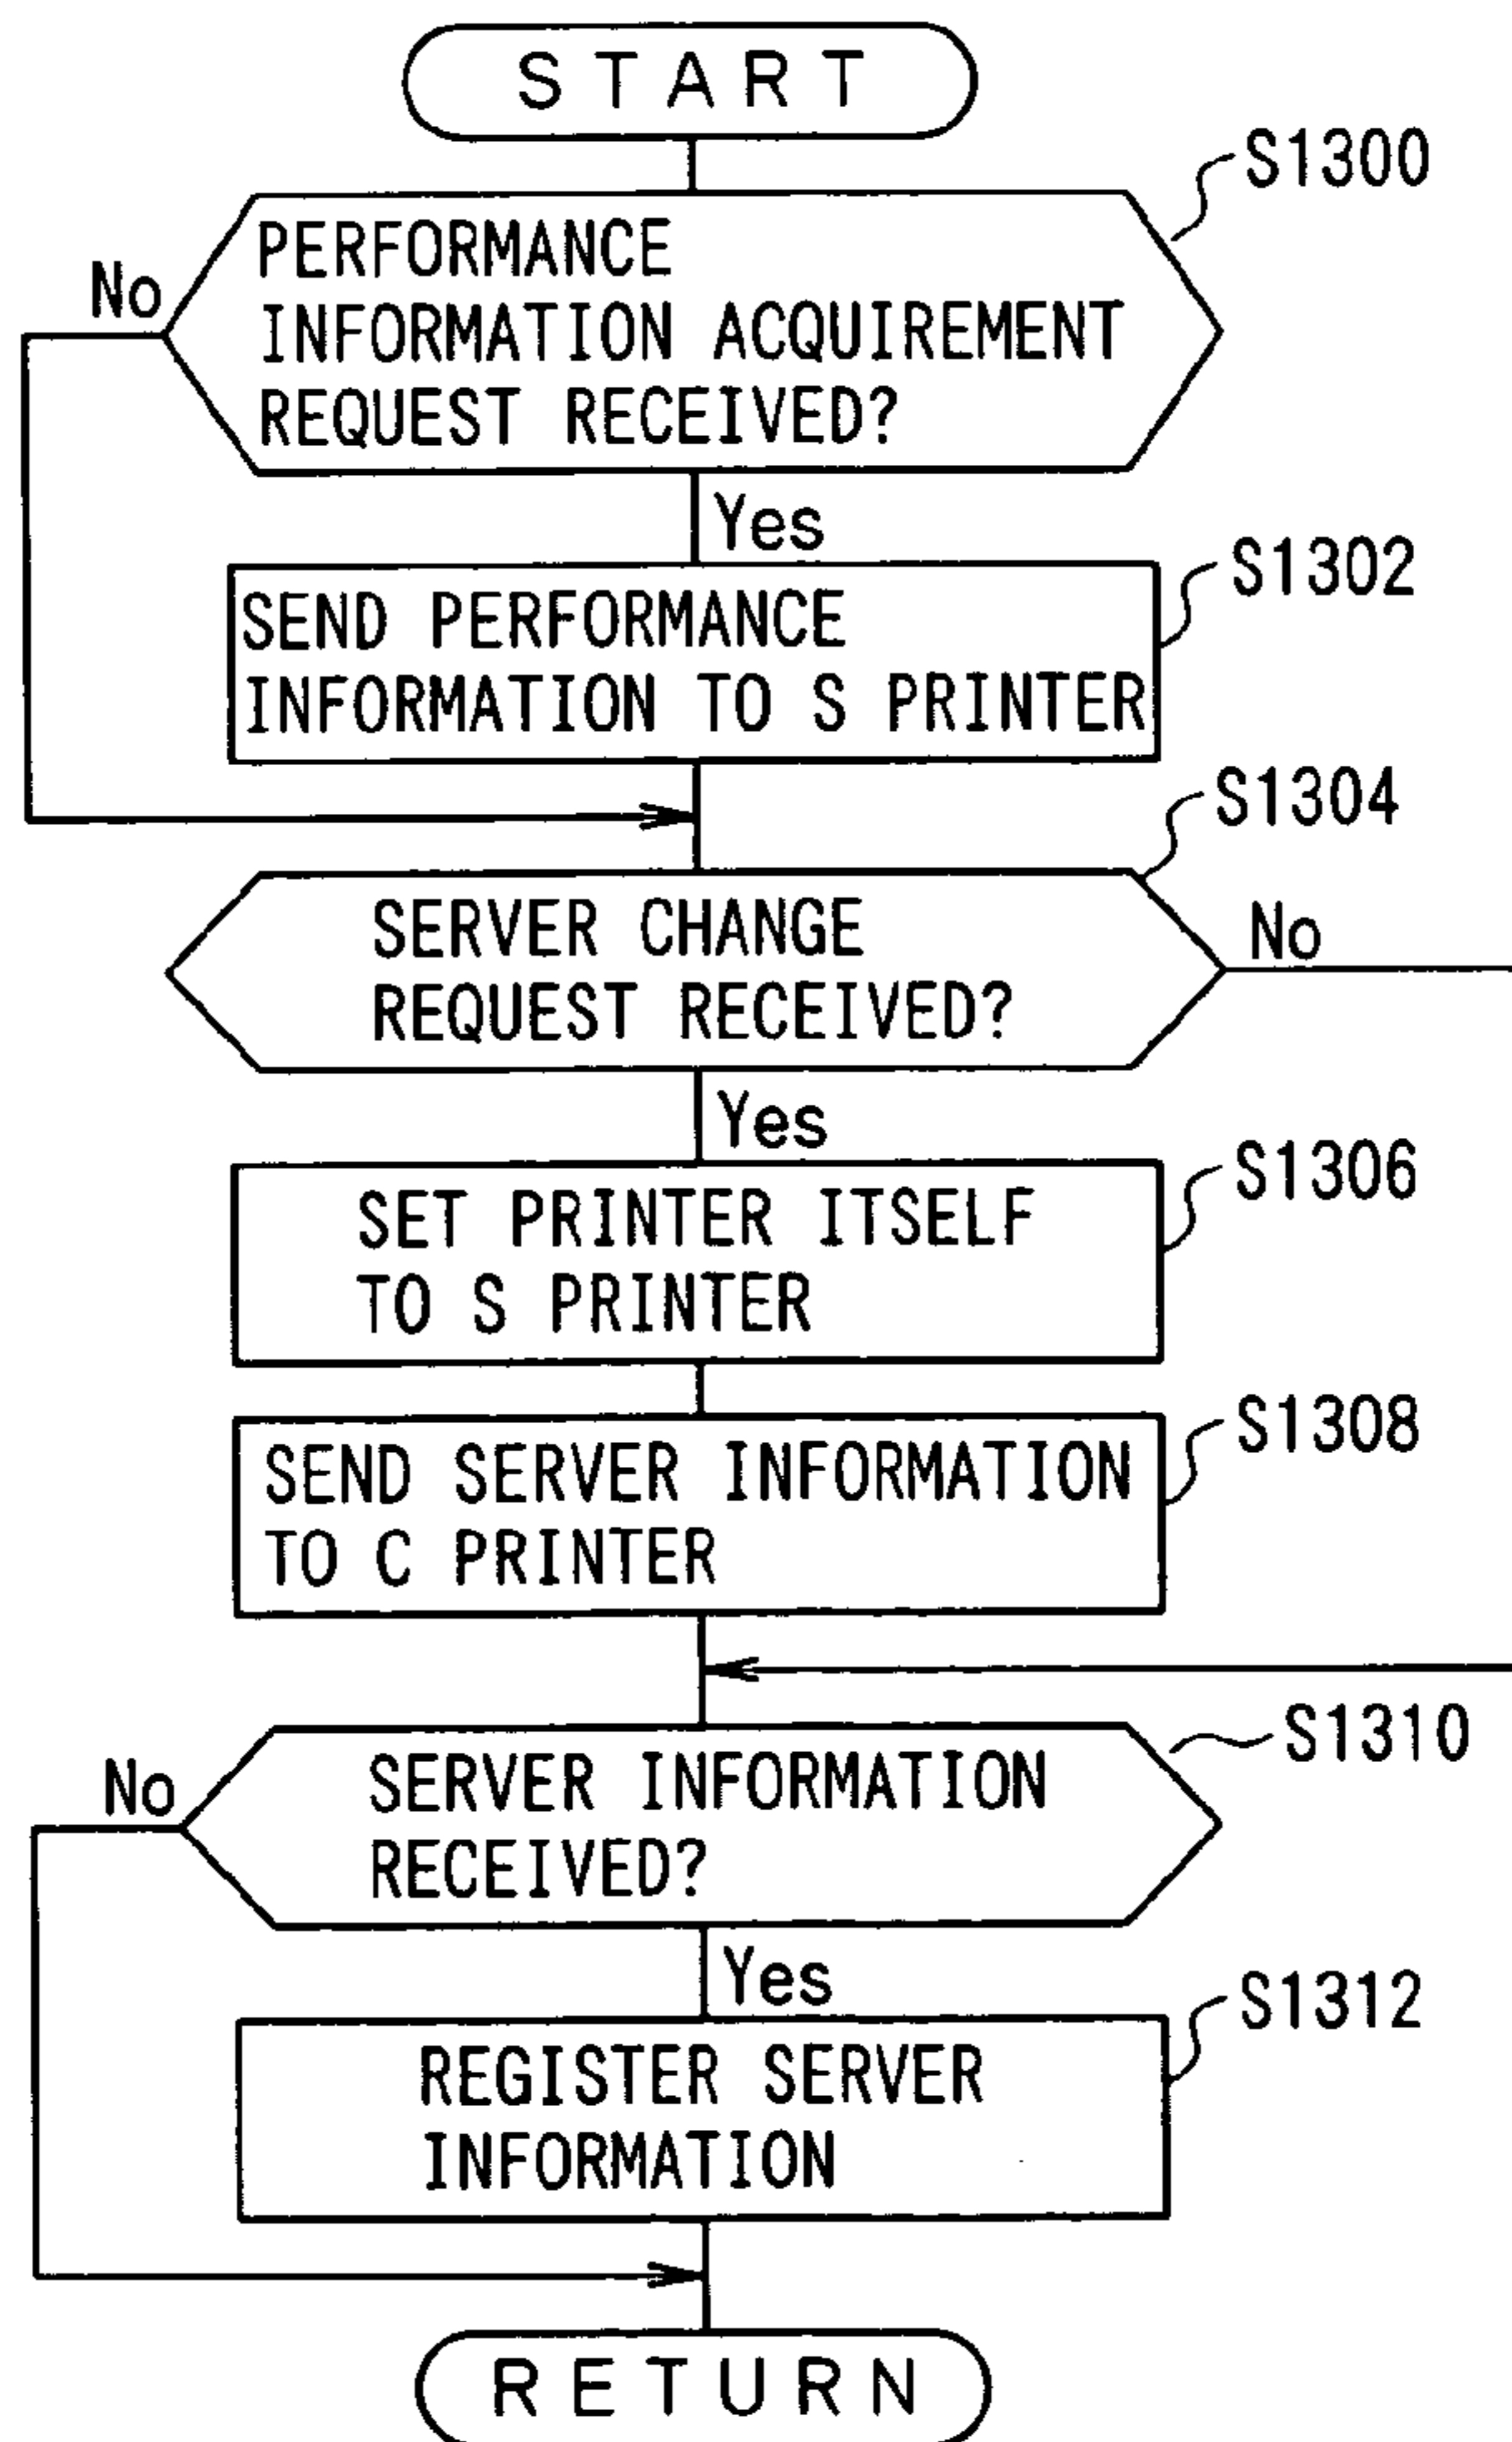 START
S1300
PERFORMANCE
No
INFORMATION ACQUIREMENT
REQUEST RECEIVED?
Yes
S1302
SEND PERFORMANCE
INFORMATION TO S PRINTER
S1304
SERVER CHANGE
No
REQUEST RECEIVED?
Yes
S1306
SET PRINTER ITSELF
TO S PRINTER
S1308
SEND SERVER INFORMATION
TO C PRINTER
S1310
SERVER INFORMATION
No
RECEIVED?
Yes
S1312
REGISTER SERVER
INFORMATION
RETURN